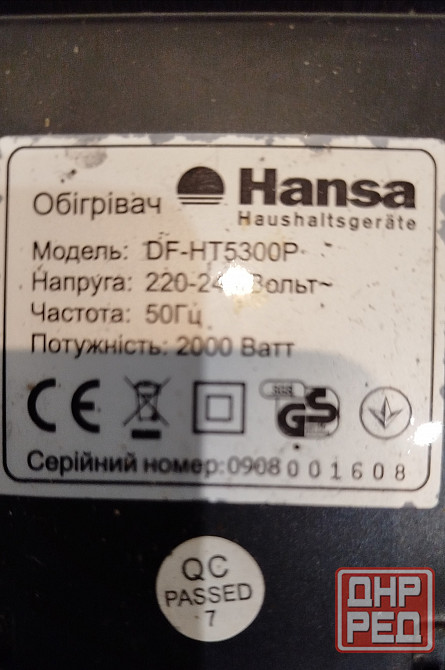 Hansa
Haushaltsgeräte
Обігрівач
Модель: DF-HT5300P
Напруга: 220-24 Вольт~
Частота: 50Гц
Потужність: 2000 Ватт
CE
GS
Серійний номер:0908001608
QC
PASSED
7
ДНР
РЕД